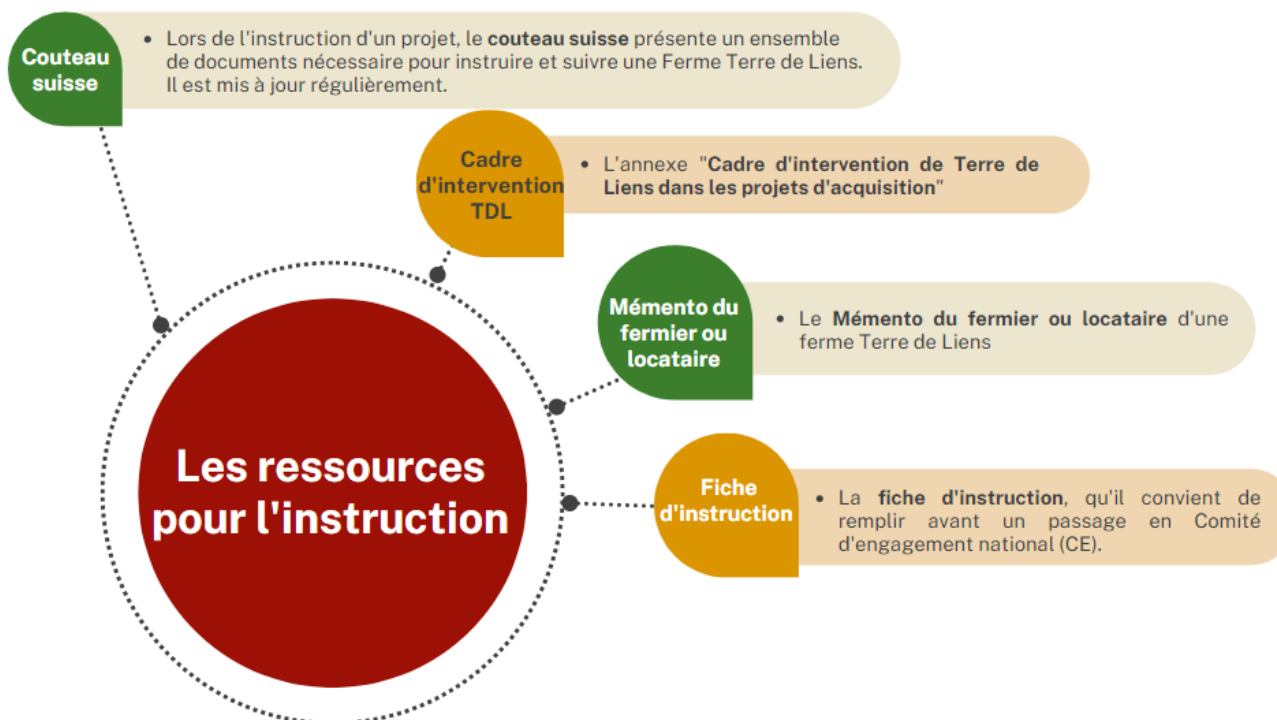 Couteau
suisse
• Lors de l'instruction d'un projet, le couteau suisse présente un ensemble
de documents nécessaire pour instruire et suivre une Ferme Terre de Liens.
Il est mis à jour régulièrement.
Cadre
d'intervention
TDL
• L'annexe "Cadre d'intervention de Terre de
Liens dans les projets d'acquisition"
Mémento du
fermier ou
locataire
• Le Mémento du fermier ou locataire d'une
ferme Terre de Liens
Les ressources
pour l'instruction
Fiche
d'instruction
• La fiche d'instruction, qu'il convient de
remplir avant un passage en Comité
d'engagement national (CE).